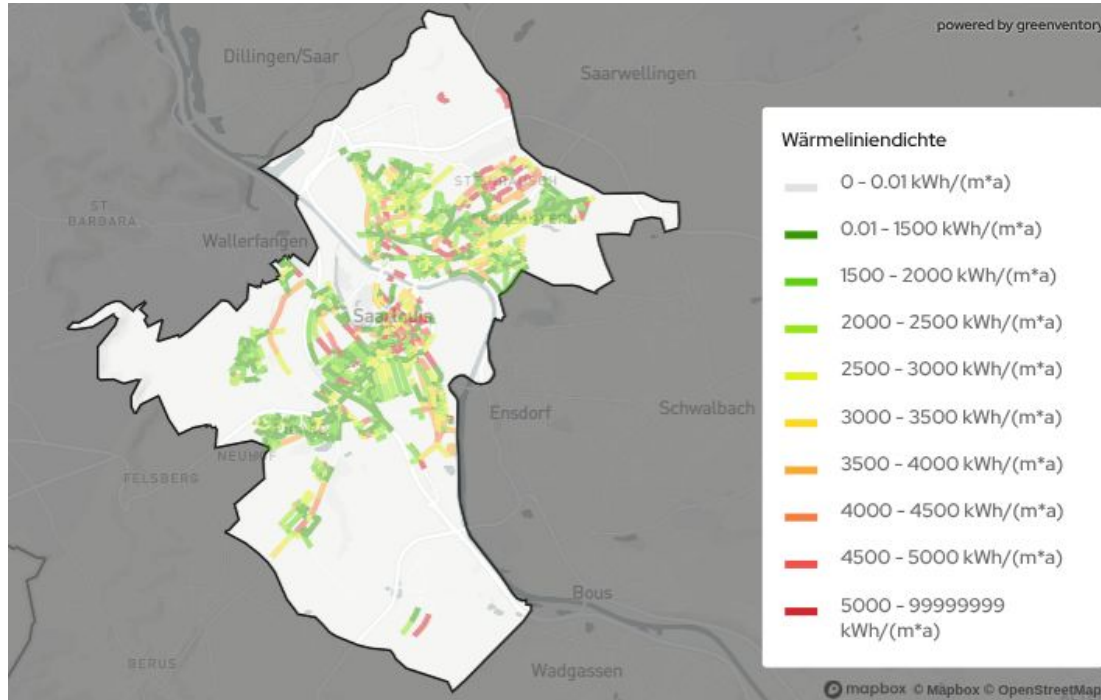 powered by greenventory
Dillingen/Saar
Saarwellingen
ST.
BARBARA
Wallerfangen
Saarlouis
Ensdorf
Schwalbach
NEUHOF
FELSBERG
Bous
BERUS
Wadgassen
Wärmeliniendichte
0 - 0.01 kWh/(m*a)
0.01 - 1500 kWh/(m*a)
1500 - 2000 kWh/(m*a)
2000 - 2500 kWh/(m*a)
2500 - 3000 kWh/(m*a)
3000 - 3500 kWh/(m*a)
3500 - 4000 kWh/(m*a)
4000 - 4500 kWh/(m*a)
4500 - 5000 kWh/(m*a)
5000 - 99999999
kWh/(m*a)
mapbox © Mapbox © OpenStreetMap